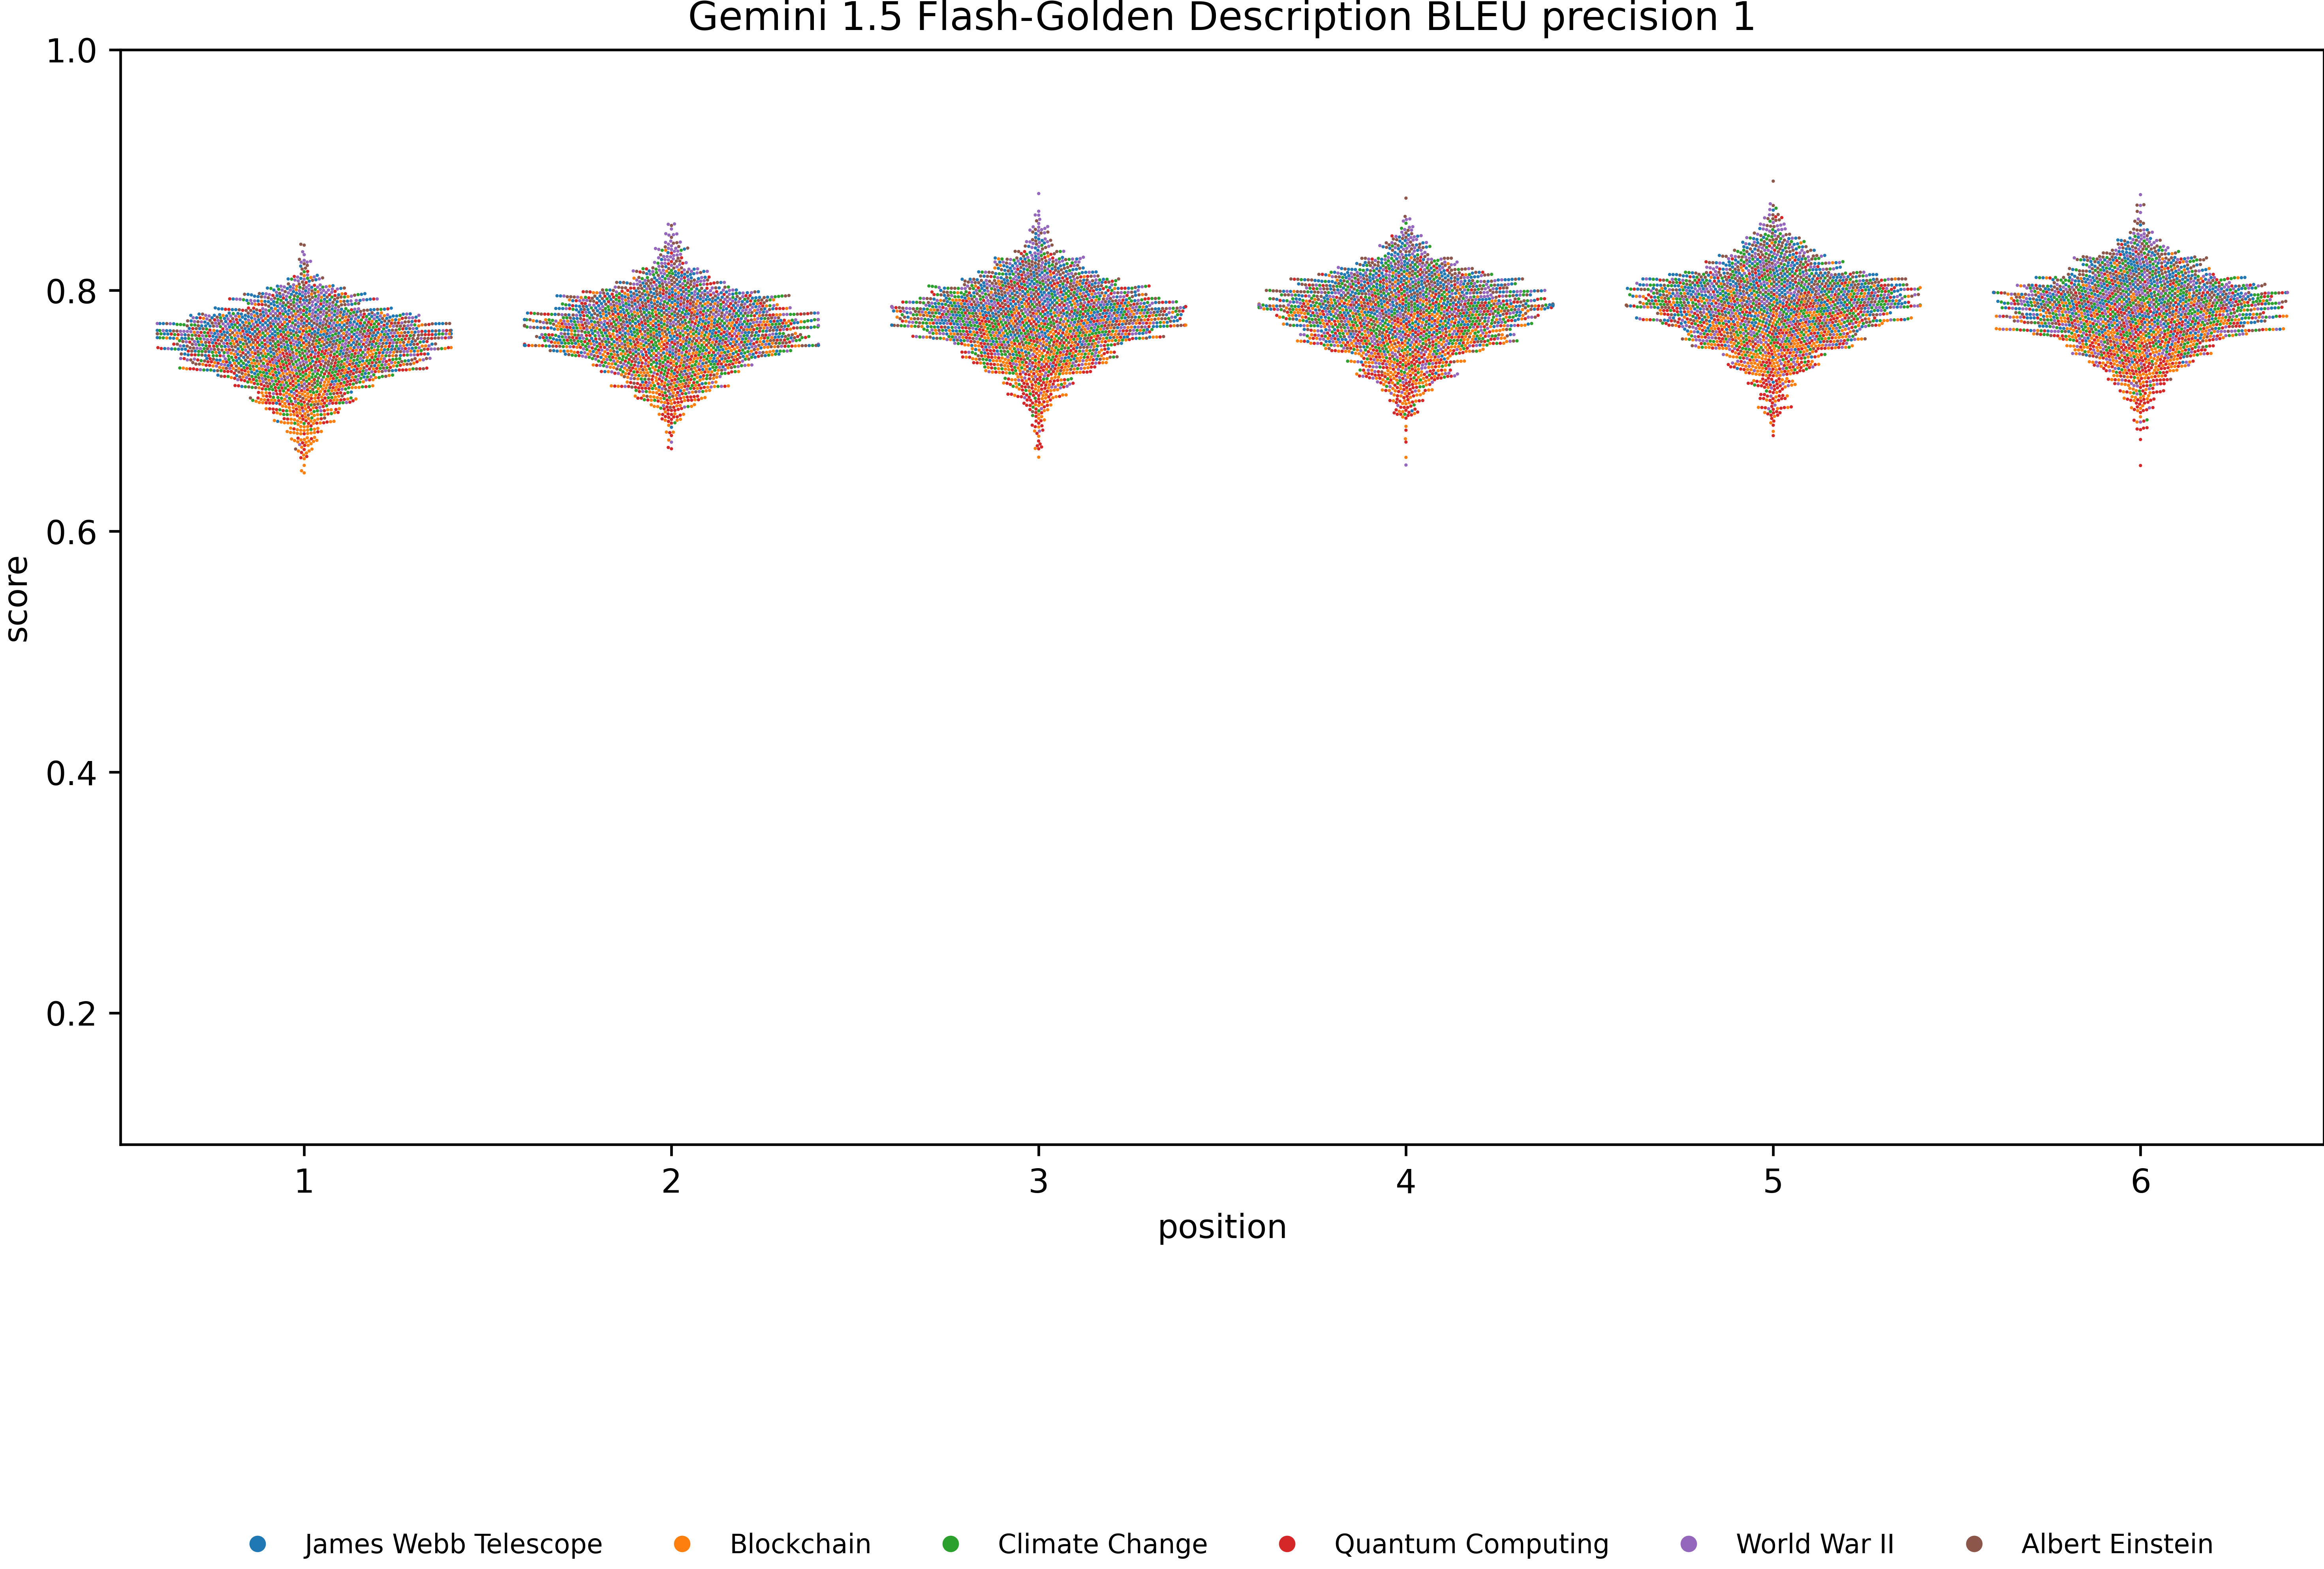 Gemini 1.5 Flash-Golden Description BLEU precision 1
1.0
0.8
0.6
0.4
0.2
score
1 2 3 4 5 6
position
James Webb Telescope Blockchain Climate Change Quantum Computing World War II Albert Einstein